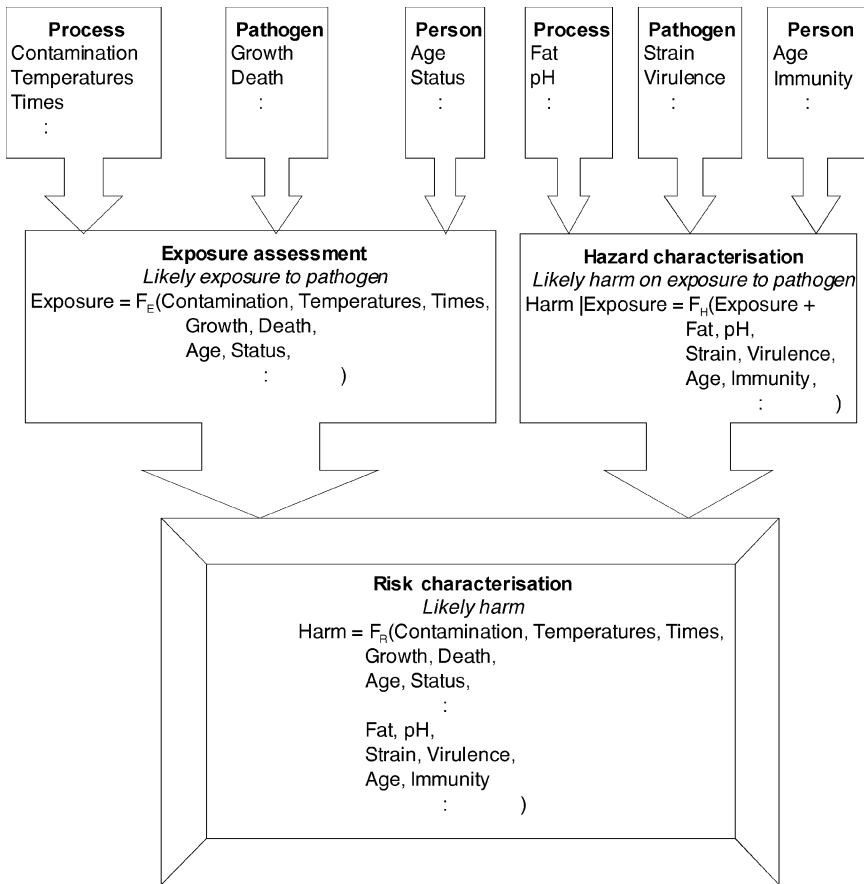 Process
Contamination
Temperatures
Times
:
Pathogen
Growth
Death
:
Person
Age
Status
:
Process
Fat
pH
:
Pathogen
Strain
Virulence
:
Person
Age
Immunity
:
Exposure assessment
Likely exposure to pathogen
Exposure = F_E(Contamination, Temperatures, Times,
Growth, Death,
Age, Status,
: )
Hazard characterisation
Likely harm on exposure to pathogen
Harm |Exposure = F_H(Exposure +
Fat, pH,
Strain, Virulence,
Age, Immunity,
: )
Risk characterisation
Likely harm
Harm = F_R(Contamination, Temperatures, Times,
Growth, Death,
Age, Status,
:
Fat, pH,
Strain, Virulence,
Age, Immunity
: )